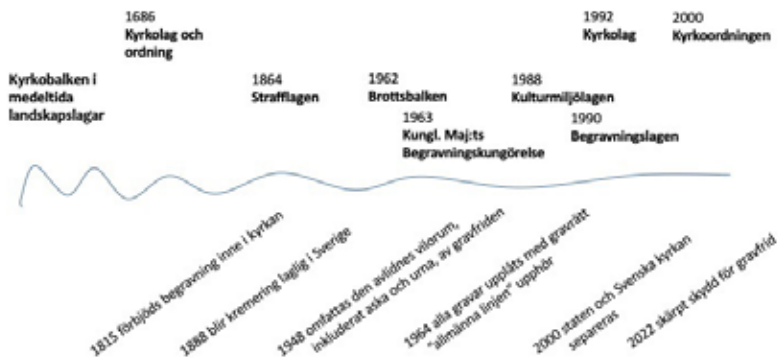 Kyrkobalken i
medeltida
landskapslagar
1686
Kyrkolag och
ordning
1864
Strafflagen
1962
Brottsbalken
1963
Kungl. Maj:ts
Begravningskungörelse
1988
Kulturmiljölagen
1990
Begravningslagen
1992
Kyrkolag
2000
Kyrkoordningen
1815 förbjöds begravning inne i kyrkan
1888 blir kremering laglig i Sverige
1948 omfattas den avlidnes vilorum,
inkluderat aska och urna, av gravfriden
1964 alla gravar upplåts med gravrätt
"allmänna linjen" upphör
2000 staten och Svenska kyrkan
separeras
2022 skärpt skydd för gravfrid